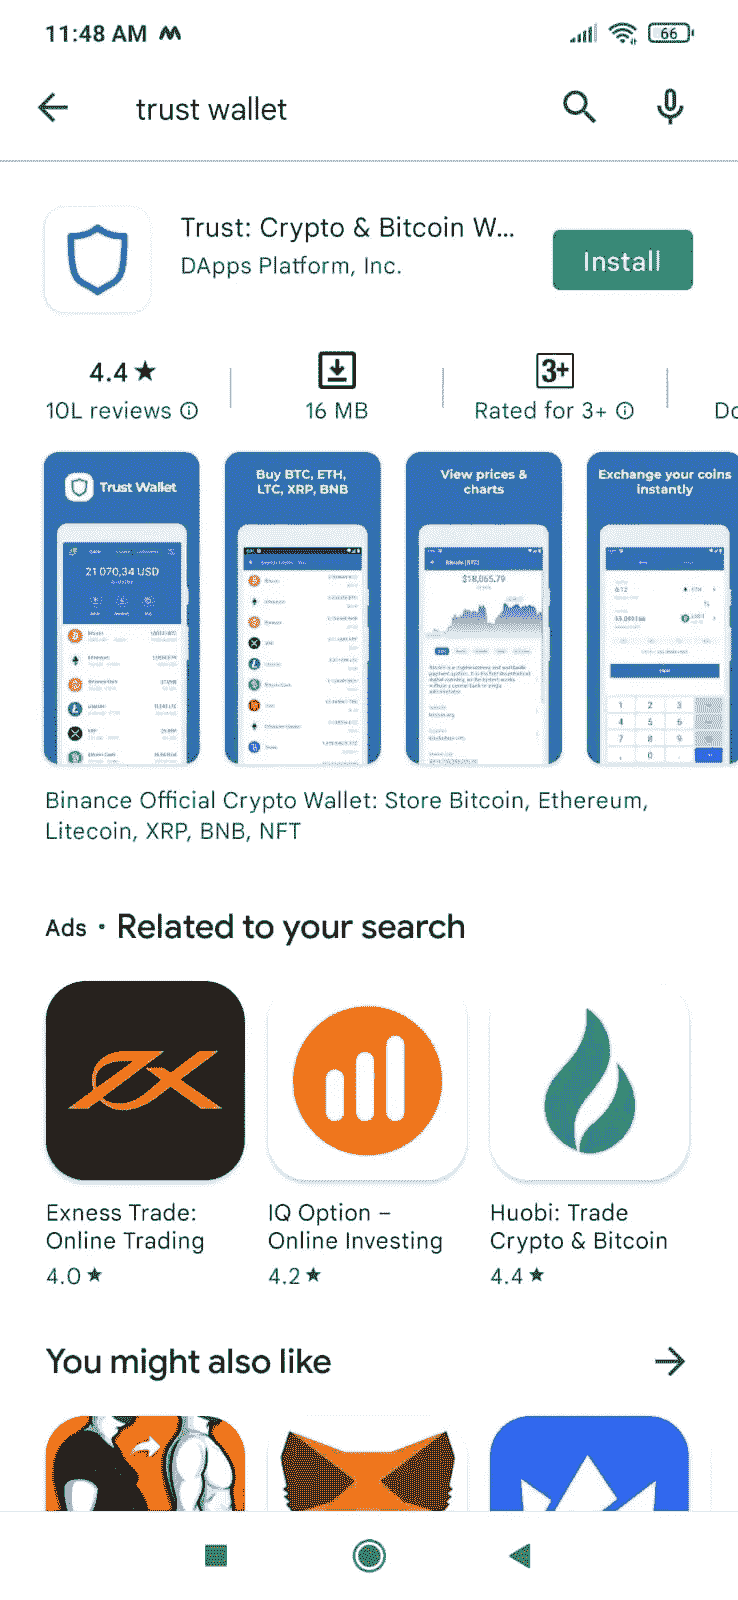 11:48 AM
66
trust wallet
Trust: Crypto & Bitcoin W...
DApps Platform, Inc.
Install
4.4 ★
3+
10L reviews
16 MB
Rated for 3+
Do
Trust Wallet
21 070,34 USD
Buy BTC, ETH,
LTC, XRP, BNB
View prices &
charts
$18,065.79
Exchange your coins
instantly
1 2 3
4 5 6
7 8 9
. 0
Binance Official Crypto Wallet: Store Bitcoin, Ethereum,
Litecoin, XRP, BNB, NFT
Ads • Related to your search
Exness Trade:
Online Trading
4.0 ★
IQ Option –
Online Investing
4.2 ★
Huobi: Trade
Crypto & Bitcoin
4.4 ★
You might also like